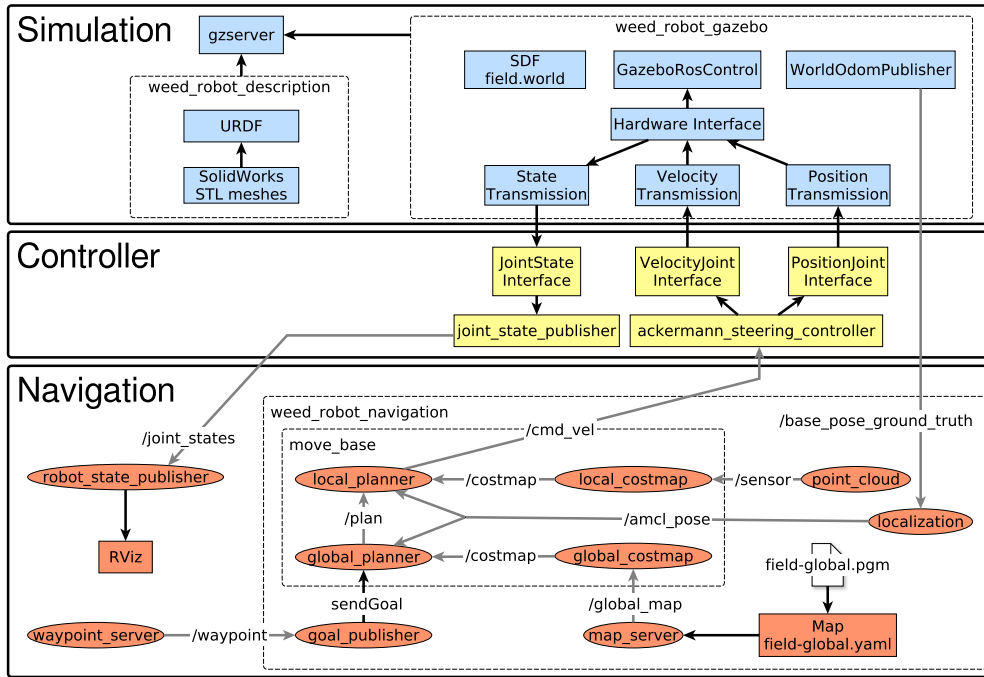 Simulation
weed_robot_gazebo
gzserver
SDF
field.world
GazeboRosControl
WorldOdomPublisher
weed_robot_description
URDF
Hardware Interface
SolidWorks
STL meshes
State
Transmission
Velocity
Transmission
Position
Transmission
Controller
JointState
Interface
VelocityJoint
Interface
PositionJoint
Interface
joint_state_publisher
ackermann_steering_controller
Navigation
weed_robot_navigation
/cmd_vel
/base_pose_ground_truth
/joint_states
move_base
robot_state_publisher
local_planner
/costmap
local_costmap
/sensor
point_cloud
/plan
/amcl_pose
localization
RViz
global_planner
/costmap
global_costmap
field-global.pgm
sendGoal
/global_map
waypoint_server
/waypoint
goal_publisher
map_server
Map
field-global.yaml